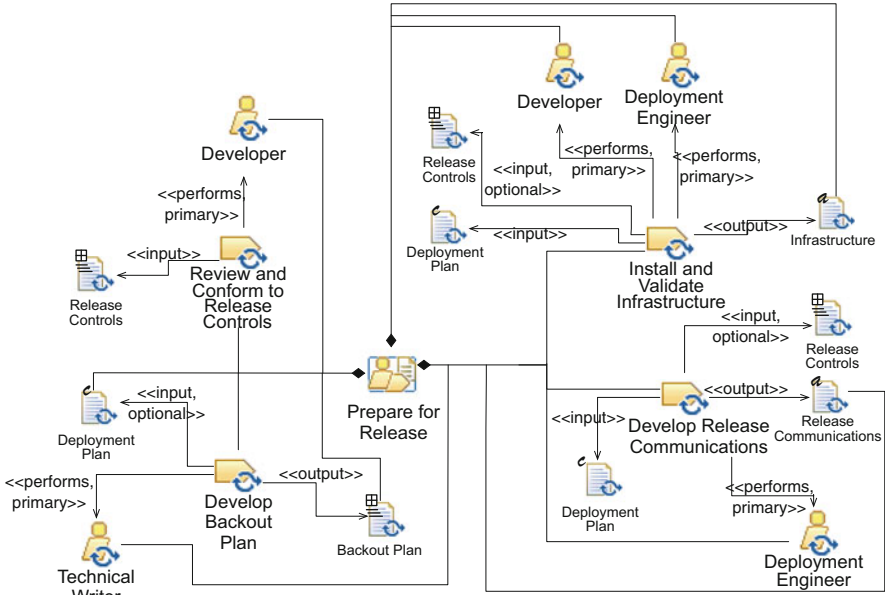 Developer
Deployment
Engineer
Developer
Release
Controls
<<input,
optional>>
<<performs,
primary>>
<<performs,
primary>>
<<performs,
primary>>
<<input>>
Release
Controls
Review and
Conform to
Release
Controls
Deployment
Plan
<<input>>
<<output>>
Infrastructure
Install and
Validate
Infrastructure
<<input,
optional>>
Release
Controls
Prepare for
Release
<<input,
optional>>
Deployment
Plan
<<performs,
primary>>
<<output>>
Develop
Backout
Plan
Backout Plan
Technical
Writer
<<input>>
<<output>>
Develop Release
Communications
Release
Communications
Deployment
Plan
<<performs,
primary>>
Deployment
Engineer